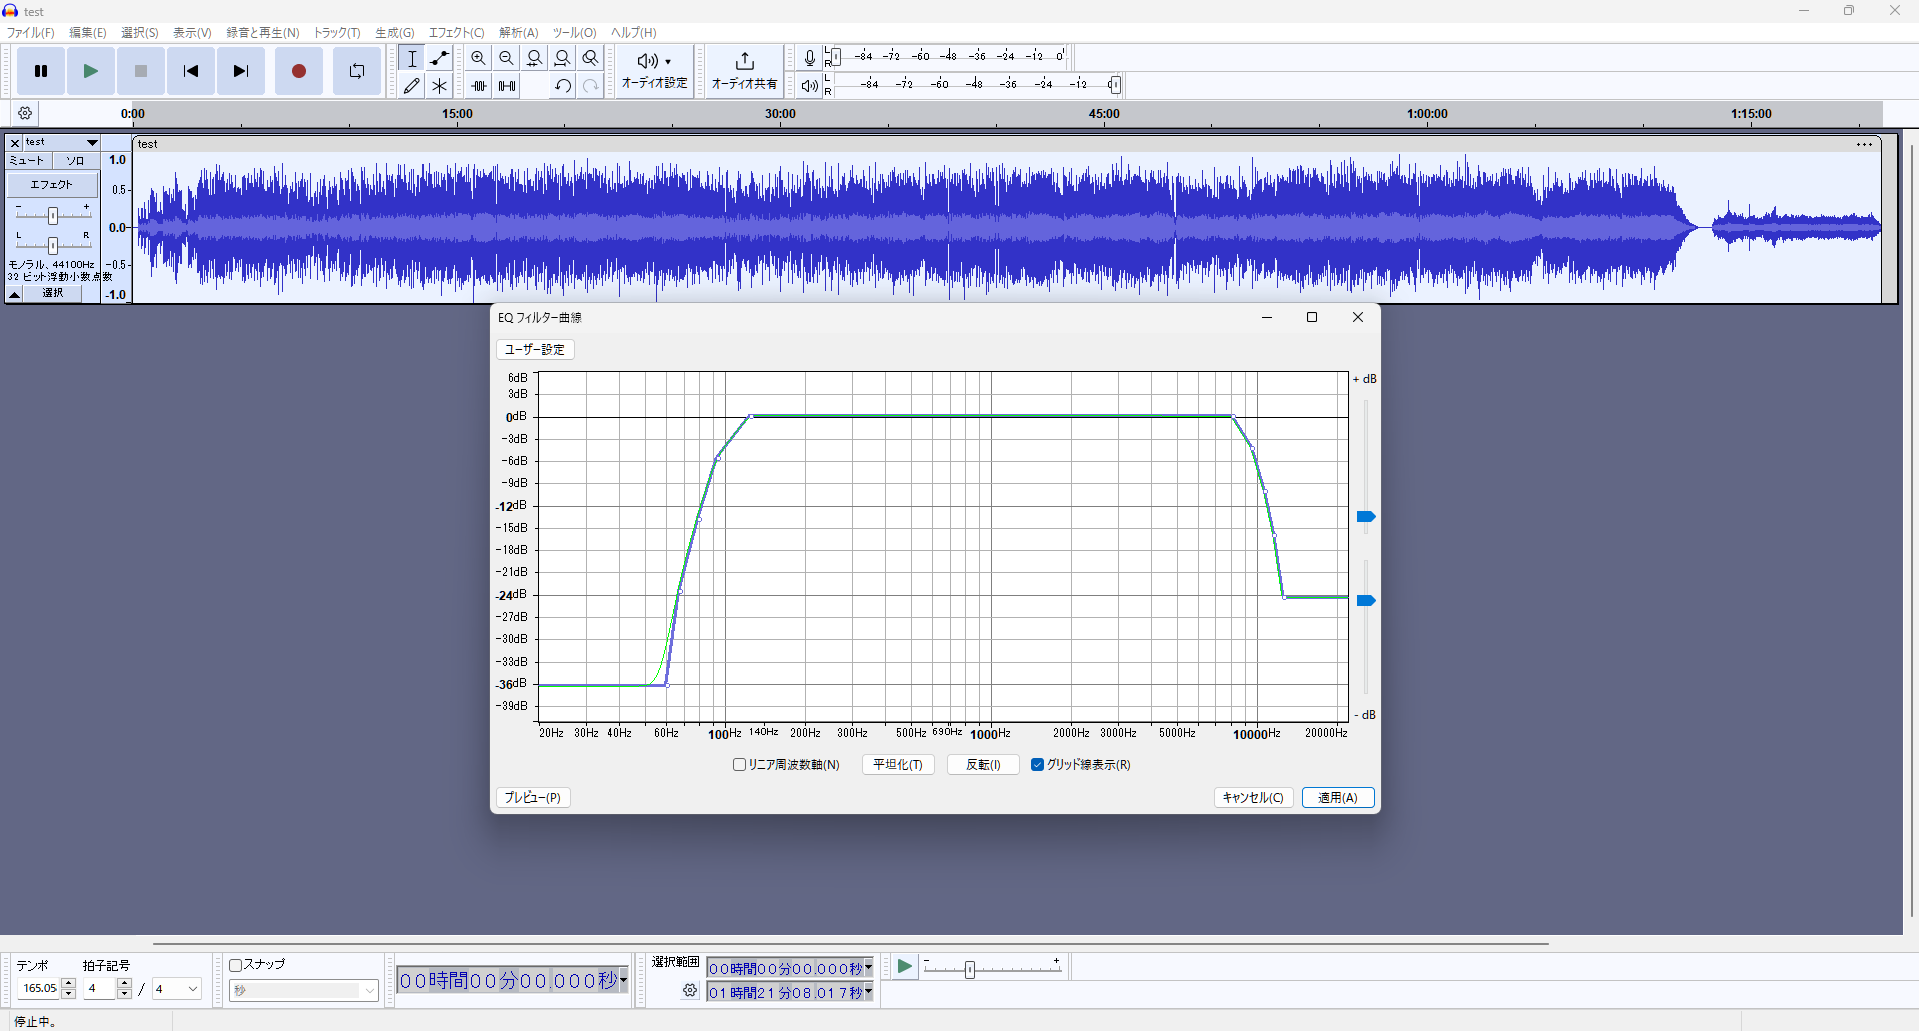 test
ファイル(F) 編集(E) 選択(S) 表示(V) 録音と再生(N) トラック(T) 生成(G) エフェクト(C) 解析(A) ツール(O) ヘルプ(H)
オーディオ設定 オーディオ共有
L R -84 -72 -60 -48 -36 -24 -12 0
L R -84 -72 -60 -48 -36 -24 -12 0
0:00 15:00 30:00 45:00 1:00:00 1:15:00
test
test
ミュート ソロ
エフェクト
- +
L R
モノラル、44100Hz
32 ビット浮動小数点数
選択
1.0
0.5
0.0
-0.5
-1.0
EQ フィルター曲線
ユーザー設定
6dB
3dB
0dB
-3dB
-6dB
-9dB
-12dB
-15dB
-18dB
-21dB
-24dB
-27dB
-30dB
-33dB
-36dB
-39dB
+ dB
- dB
20Hz 30Hz 40Hz 60Hz 100Hz 140Hz 200Hz 300Hz 500Hz 690Hz 1000Hz 2000Hz 3000Hz 5000Hz 10000Hz 20000Hz
リニア周波数軸(N) 平坦化(T) 反転(I) グリッド線表示(R)
プレビュー(P) キャンセル(C) 適用(A)
テンポ 拍子記号
165.05 4 / 4
スナップ
秒
00時間00分00.000秒
選択範囲
00時間00分00.000秒
01時間21分08.017秒
- +
停止中。